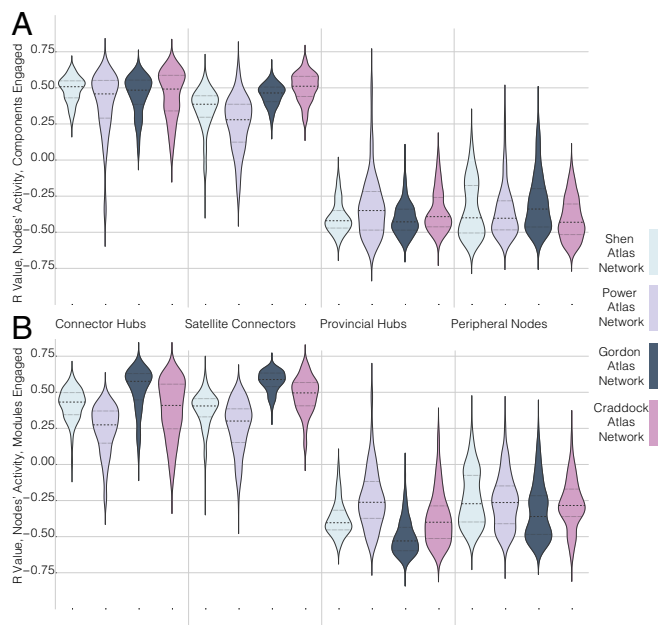 A
R Value, Nodes' Activity, Components Engaged
0.75
0.50
0.25
0.00
−0.25
−0.50
−0.75
B
Connector Hubs
Satellite Connectors
Provincial Hubs
Peripheral Nodes
R Value, Nodes' Activity, Modules Engaged
0.75
0.50
0.25
0.00
−0.25
−0.50
−0.75
Shen
Atlas
Network
Power
Atlas
Network
Gordon
Atlas
Network
Craddock
Atlas
Network